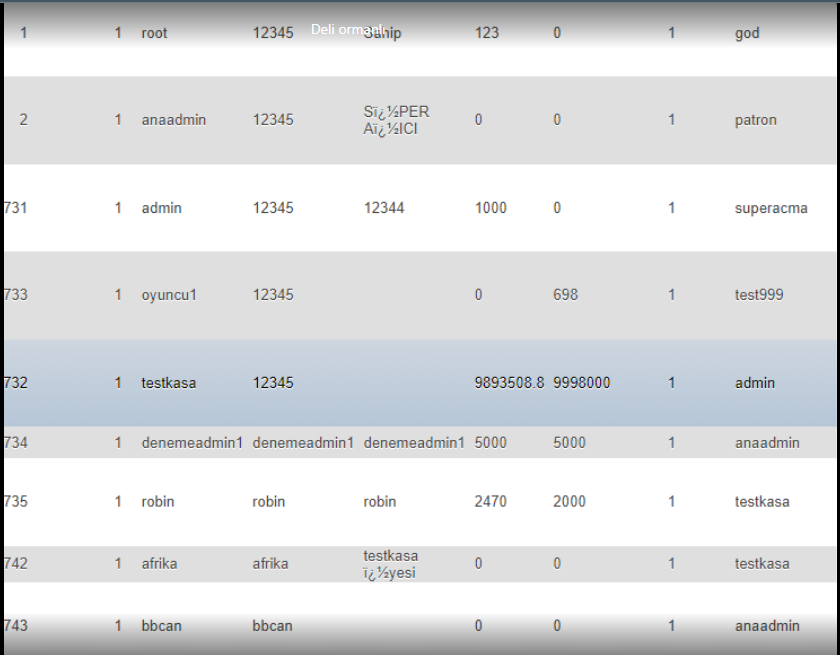 Deli ormanlı
1 1 root 12345 Sahip 123 0 1 god
2 1 anaadmin 12345 Sï¿½PER Aï¿½ICI 0 0 1 patron
731 1 admin 12345 12344 1000 0 1 superacma
733 1 oyuncu1 12345 0 698 1 test999
732 1 testkasa 12345 9893508.8 9998000 1 admin
734 1 denemeadmin1 denemeadmin1 denemeadmin1 5000 5000 1 anaadmin
735 1 robin robin robin 2470 2000 1 testkasa
742 1 afrika afrika testkasa ï¿½yesi 0 0 1 testkasa
743 1 bbcan bbcan 0 0 1 anaadmin